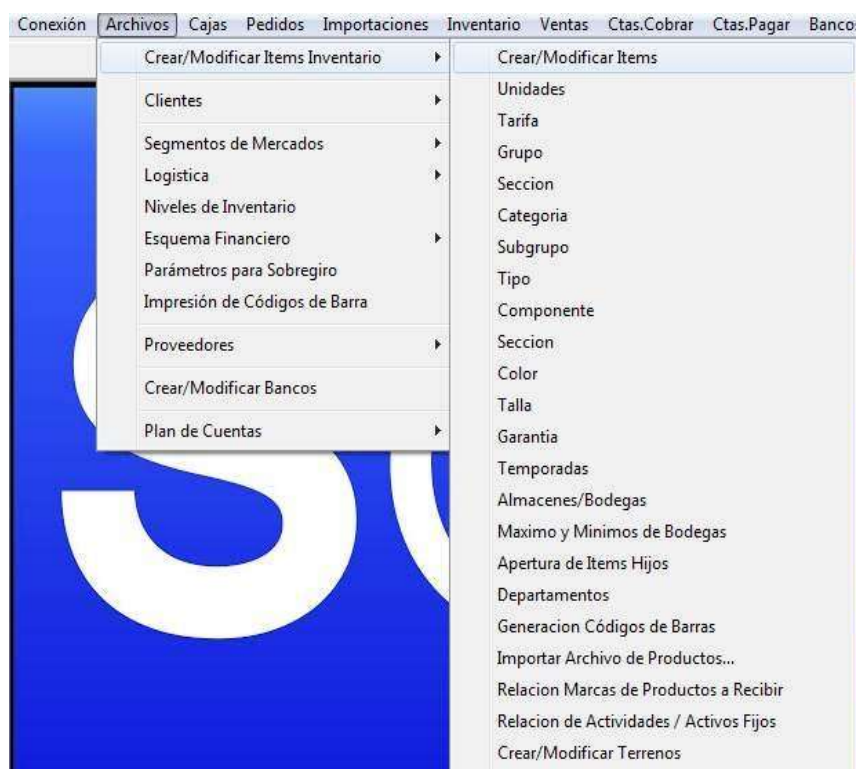 Conexión Archivos Cajas Pedidos Importaciones Inventario Ventas Ctas.Cobrar Ctas.Pagar Banco
Crear/Modificar Items Inventario
Clientes
Segmentos de Mercados
Logistica
Niveles de Inventario
Esquema Financiero
Parámetros para Sobregiro
Impresión de Códigos de Barra
Proveedores
Crear/Modificar Bancos
Plan de Cuentas
Crear/Modificar Items
Unidades
Tarifa
Grupo
Seccion
Categoria
Subgrupo
Tipo
Componente
Seccion
Color
Talla
Garantia
Temporadas
Almacenes/Bodegas
Maximo y Minimos de Bodegas
Apertura de Items Hijos
Departamentos
Generacion Códigos de Barras
Importar Archivo de Productos...
Relacion Marcas de Productos a Recibir
Relacion de Actividades / Activos Fijos
Crear/Modificar Terrenos